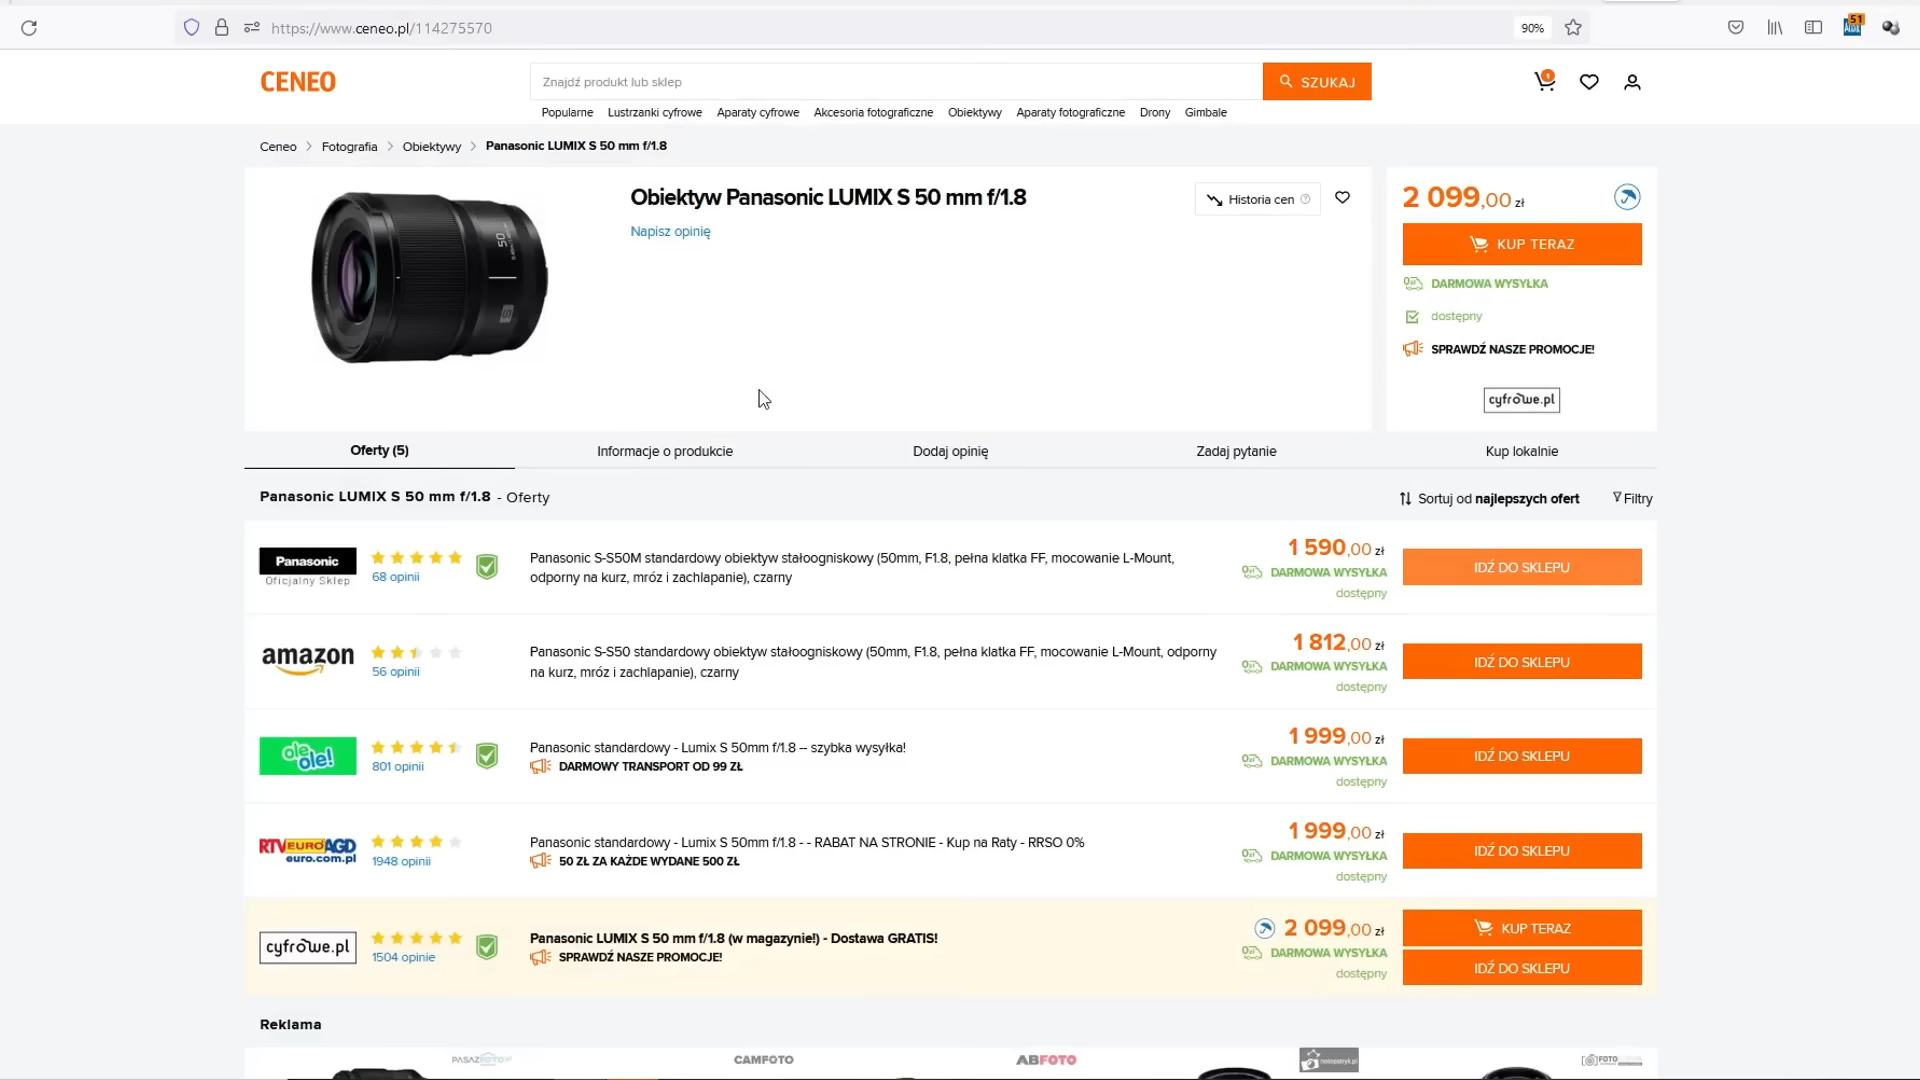 https://www.ceneo.pl/114275570
90%
51
CENEO
Znajdź produkt lub sklep
SZUKAJ
1
Popularne Lustrzanki cyfrowe Aparaty cyfrowe Akcesoria fotograficzne Obiektywy Aparaty fotograficzne Drony Gimbale
Ceneo > Fotografia > Obiektywy > Panasonic LUMIX S 50 mm f/1.8
Obiektyw Panasonic LUMIX S 50 mm f/1.8
Napisz opinię
Historia cen
50
S
2 099,00 zł
KUP TERAZ
DARMOWA WYSYŁKA
dostępny
SPRAWDŹ NASZE PROMOCJE!
cyfrowe.pl
Oferty (5) Informacje o produkcie Dodaj opinię Zadaj pytanie Kup lokalnie
Panasonic LUMIX S 50 mm f/1.8 - Oferty
Sortuj od najlepszych ofert Filtry
Panasonic
Oficjalny Sklep
68 opinii
Panasonic S-S50M standardowy obiektyw stałoogniskowy (50mm, F1.8, pełna klatka FF, mocowanie L-Mount,
odporny na kurz, mróz i zachlapanie), czarny
1 590,00 zł
DARMOWA WYSYŁKA
dostępny
IDŹ DO SKLEPU
amazon
56 opinii
Panasonic S-S50 standardowy obiektyw stałoogniskowy (50mm, F1.8, pełna klatka FF, mocowanie L-Mount, odporny
na kurz, mróz i zachlapanie), czarny
1 812,00 zł
DARMOWA WYSYŁKA
dostępny
IDŹ DO SKLEPU
ole ole!
801 opinii
Panasonic standardowy - Lumix S 50mm f/1.8 -- szybka wysyłka!
DARMOWY TRANSPORT OD 99 ZŁ
1 999,00 zł
DARMOWA WYSYŁKA
dostępny
IDŹ DO SKLEPU
RTV EURO AGD
euro.com.pl
1948 opinii
Panasonic standardowy - Lumix S 50mm f/1.8 - - RABAT NA STRONIE - Kup na Raty - RRSO 0%
50 ZŁ ZA KAŻDE WYDANE 500 ZŁ
1 999,00 zł
DARMOWA WYSYŁKA
dostępny
IDŹ DO SKLEPU
cyfrowe.pl
1504 opinie
Panasonic LUMIX S 50 mm f/1.8 (w magazynie!) - Dostawa GRATIS!
SPRAWDŹ NASZE PROMOCJE!
2 099,00 zł
DARMOWA WYSYŁKA
dostępny
KUP TERAZ
IDŹ DO SKLEPU
Reklama
PASAZFOTO CAMFOTO ABFOTO FOTO